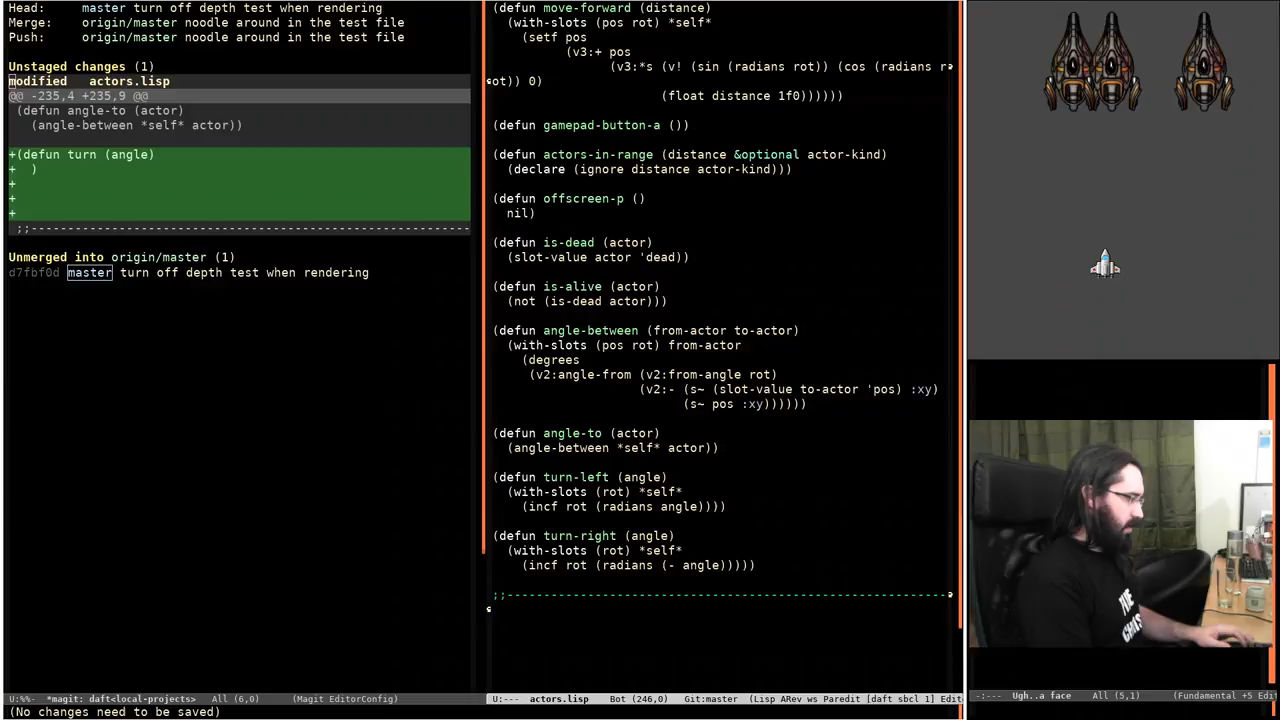 Head:     master turn off depth test when rendering
Merge:    origin/master noodle around in the test file
Push:     origin/master noodle around in the test file
Unstaged changes (1)
modified   actors.lisp
@@ -235,4 +235,9 @@
 (defun angle-to (actor)
   (angle-between *self* actor))
+(defun turn (angle)
+  )
+
+
+
 ;;---------------------------------------------------------------
Unmerged into origin/master (1)
d7fbf0d master turn off depth test when rendering
U:%%-  *magit: daft<local-projects>   All (6,0)      (Magit EditorConfig)
(No changes need to be saved)
(defun move-forward (distance)
  (with-slots (pos rot) *self*
    (setf pos
          (v3:+ pos
                (v3:*s (v! (sin (radians rot)) (cos (radians r
ot)) 0)
                       (float distance 1f0))))))
(defun gamepad-button-a ())
(defun actors-in-range (distance &optional actor-kind)
  (declare (ignore distance actor-kind)))
(defun offscreen-p ()
  nil)
(defun is-dead (actor)
  (slot-value actor 'dead))
(defun is-alive (actor)
  (not (is-dead actor)))
(defun angle-between (from-actor to-actor)
  (with-slots (pos rot) from-actor
    (degrees
     (v2:angle-from (v2:from-angle rot)
                    (v2:- (s~ (slot-value to-actor 'pos) :xy)
                          (s~ pos :xy))))))
(defun angle-to (actor)
  (angle-between *self* actor))
(defun turn-left (angle)
  (with-slots (rot) *self*
    (incf rot (radians angle))))
(defun turn-right (angle)
  (with-slots (rot) *self*
    (incf rot (radians (- angle)))))
;;------------------------------------------------------------
U:---  actors.lisp    Bot (246,0)    Git:master  (Lisp ARev ws Paredit [daft sbcl 1] Edit
-:---  Ugh..a face    All (5,1)      (Fundamental +5 Edit
THE